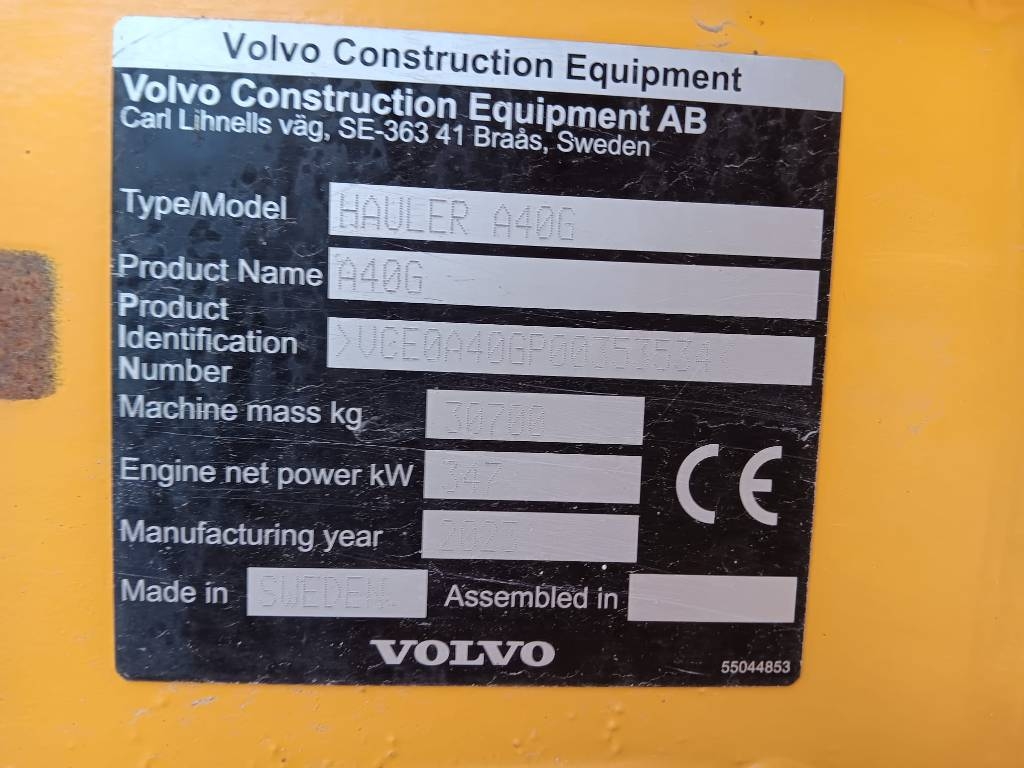 Volvo Construction Equipment
Volvo Construction Equipment AB
Carl Lihnells väg, SE-363 41 Braås, Sweden
Type/Model HAULER A40G
Product Name A40G
Product
Identification
Number
Machine mass kg 30700
Engine net power kW 347
Manufacturing year
Made in SWEDEN
Assembled in
CE
VOLVO
55044853